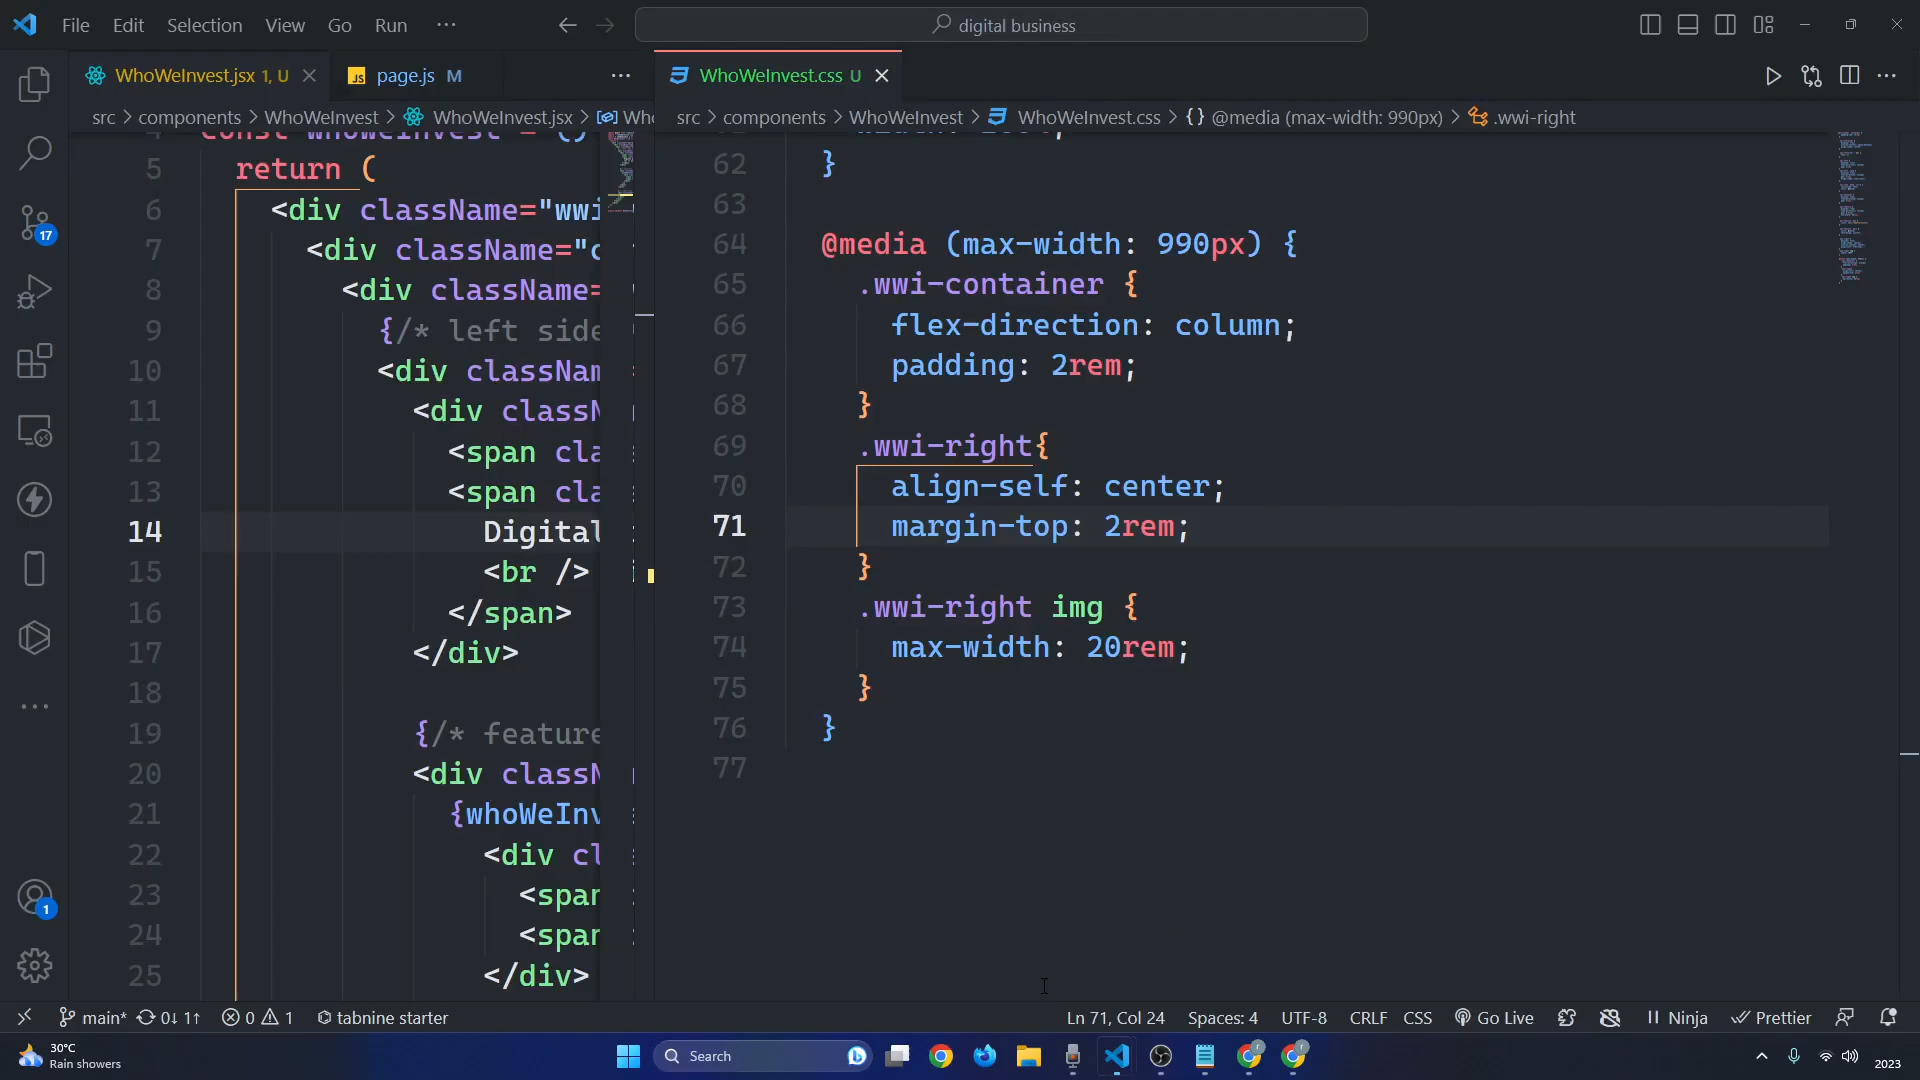 File Edit Selection View Go Run ···
digital business
WhoWeInvest.jsx 1, U
page.js M
WhoWeInvest.css U
src > components > WhoWeInvest > WhoWeInvest.jsx >
src > components > WhoWeInvest > WhoWeInvest.css > {} @media (max-width: 990px) > .wwi-right
5 return (
6 <div className="wwi
7 <div className="c
8 <div className=
9 {/* left side
10 <div classNam
11 <div classN
12 <span cla
13 <span cla
14 Digital
15 <br />
16 </span>
17 </div>
18
19 {/* feature
20 <div classN
21 {whoWeInv
22 <div cl
23 <span
24 <span
25 </div>
62 }
63
64 @media (max-width: 990px) {
65 .wwi-container {
66 flex-direction: column;
67 padding: 2rem;
68 }
69 .wwi-right{
70 align-self: center;
71 margin-top: 2rem;
72 }
73 .wwi-right img {
74 max-width: 20rem;
75 }
76 }
77
17
1
main* 0↓ 1↑ 0 1 tabnine starter
Ln 71, Col 24 Spaces: 4 UTF-8 CRLF CSS Go Live Ninja Prettier
30°C
Rain showers
Search
2023